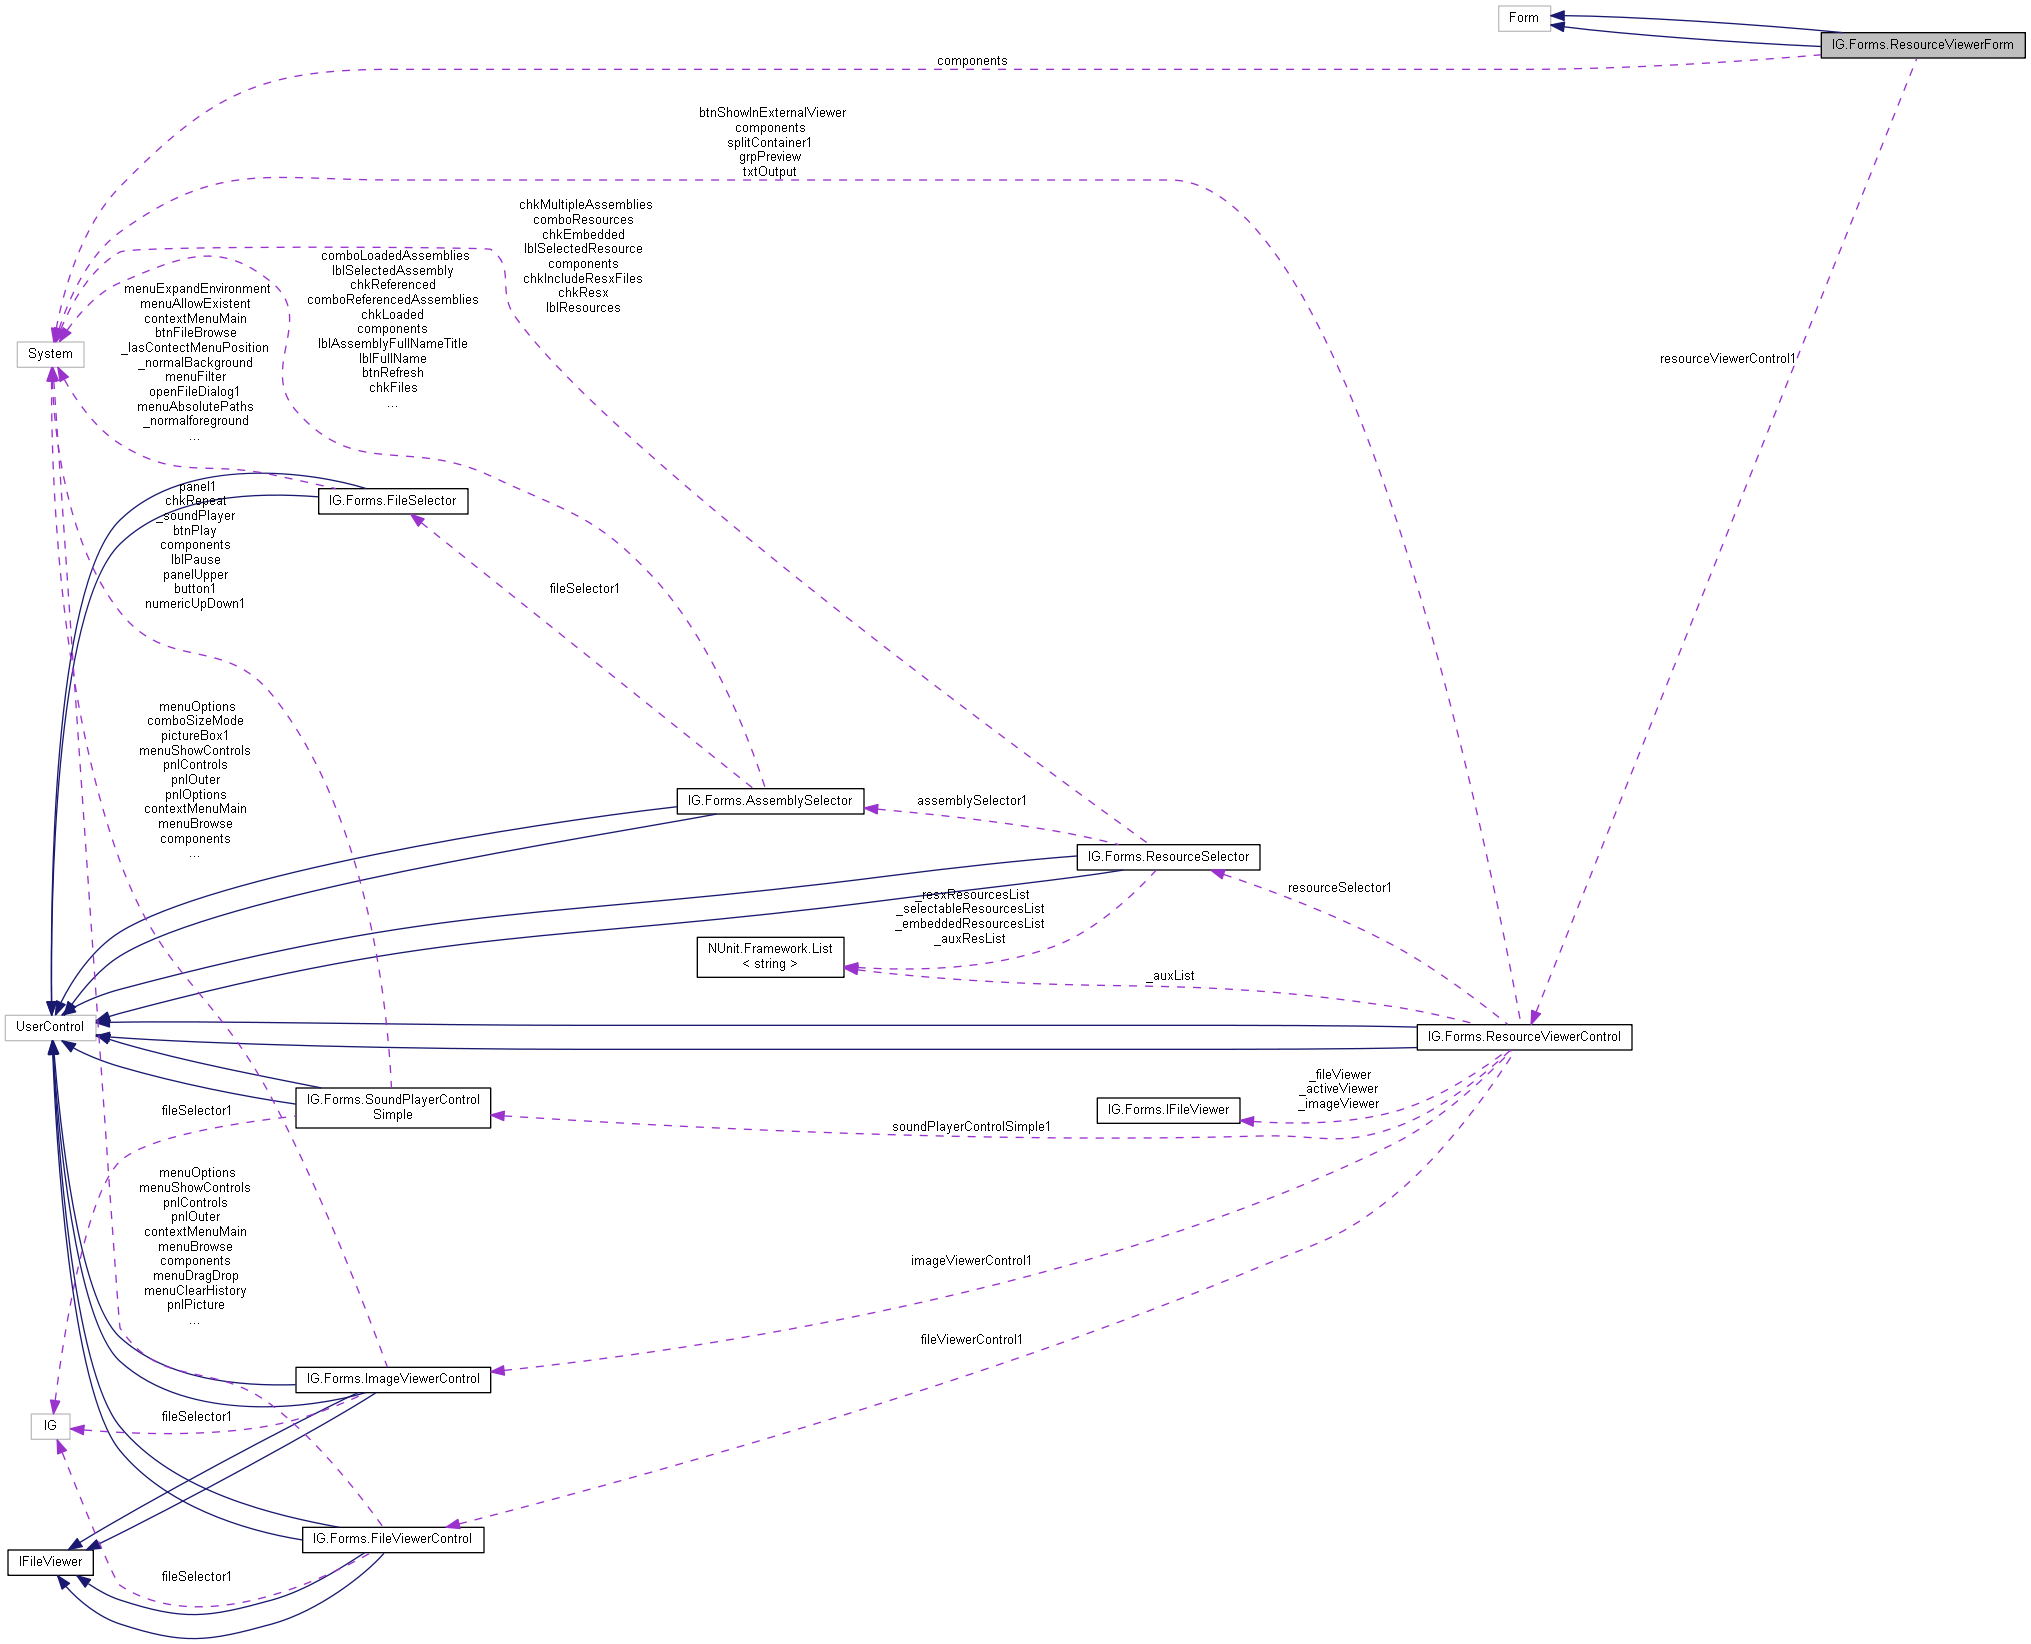 Form
IG.Forms.ResourceViewerForm
components
btnShowInExternalViewer
components
splitContainer1
grpPreview
txtOutput
chkMultipleAssemblies
comboResources
chkEmbedded
lblSelectedResource
components
chkIncludeResxFiles
chkResx
lblResources
comboLoadedAssemblies
lblSelectedAssembly
chkReferenced
comboReferencedAssemblies
chkLoaded
components
lblAssemblyFullNameTitle
lblFullName
btnRefresh
chkFiles
...
menuExpandEnvironment
menuAllowExistent
contextMenuMain
btnFileBrowse
_lasContectMenuPosition
_normalBackground
menuFilter
openFileDialog1
menuAbsolutePaths
_normalforeground
...
System
resourceViewerControl1
IG.Forms.FileSelector
panel1
chkRepeat
_soundPlayer
btnPlay
components
lblPause
panelUpper
button1
numericUpDown1
fileSelector1
menuOptions
comboSizeMode
pictureBox1
menuShowControls
pnlControls
pnlOuter
pnlOptions
contextMenuMain
menuBrowse
components
...
IG.Forms.AssemblySelector
assemblySelector1
IG.Forms.ResourceSelector
resourceSelector1
_resxResourcesList
_selectableResourcesList
_embeddedResourcesList
_auxResList
NUnit.Framework.List
< string >
_auxList
UserControl
IG.Forms.ResourceViewerControl
_fileViewer
_activeViewer
_imageViewer
IG.Forms.IFileViewer
IG.Forms.SoundPlayerControl
Simple
fileSelector1
soundPlayerControlSimple1
menuOptions
menuShowControls
pnlControls
pnlOuter
contextMenuMain
menuBrowse
components
menuDragDrop
menuClearHistory
pnlPicture
...
imageViewerControl1
fileViewerControl1
IG.Forms.ImageViewerControl
fileSelector1
IG
IG.Forms.FileViewerControl
IFileViewer
fileSelector1